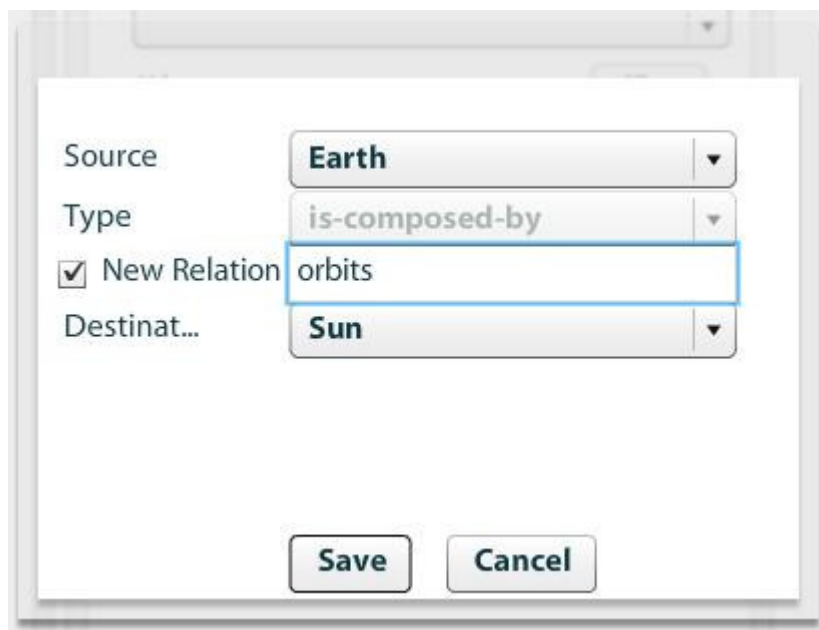 Source Earth
Type is-composed-by
New Relation orbits
Destinat... Sun
Save Cancel